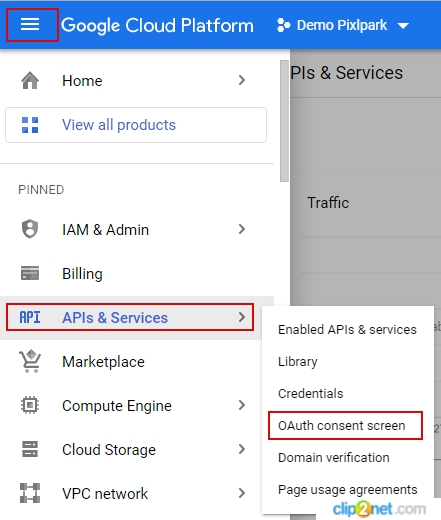 Google Cloud Platform
Demo Pixlpark
Home
PIs & Services
View all products
PINNED
Traffic
IAM & Admin
Billing
API APIs & Services
Enabled APIs & services
Marketplace
Library
Credentials
Compute Engine
OAuth consent screen
Cloud Storage
Domain verification
VPC network
Page usage agreements
clip2net.com